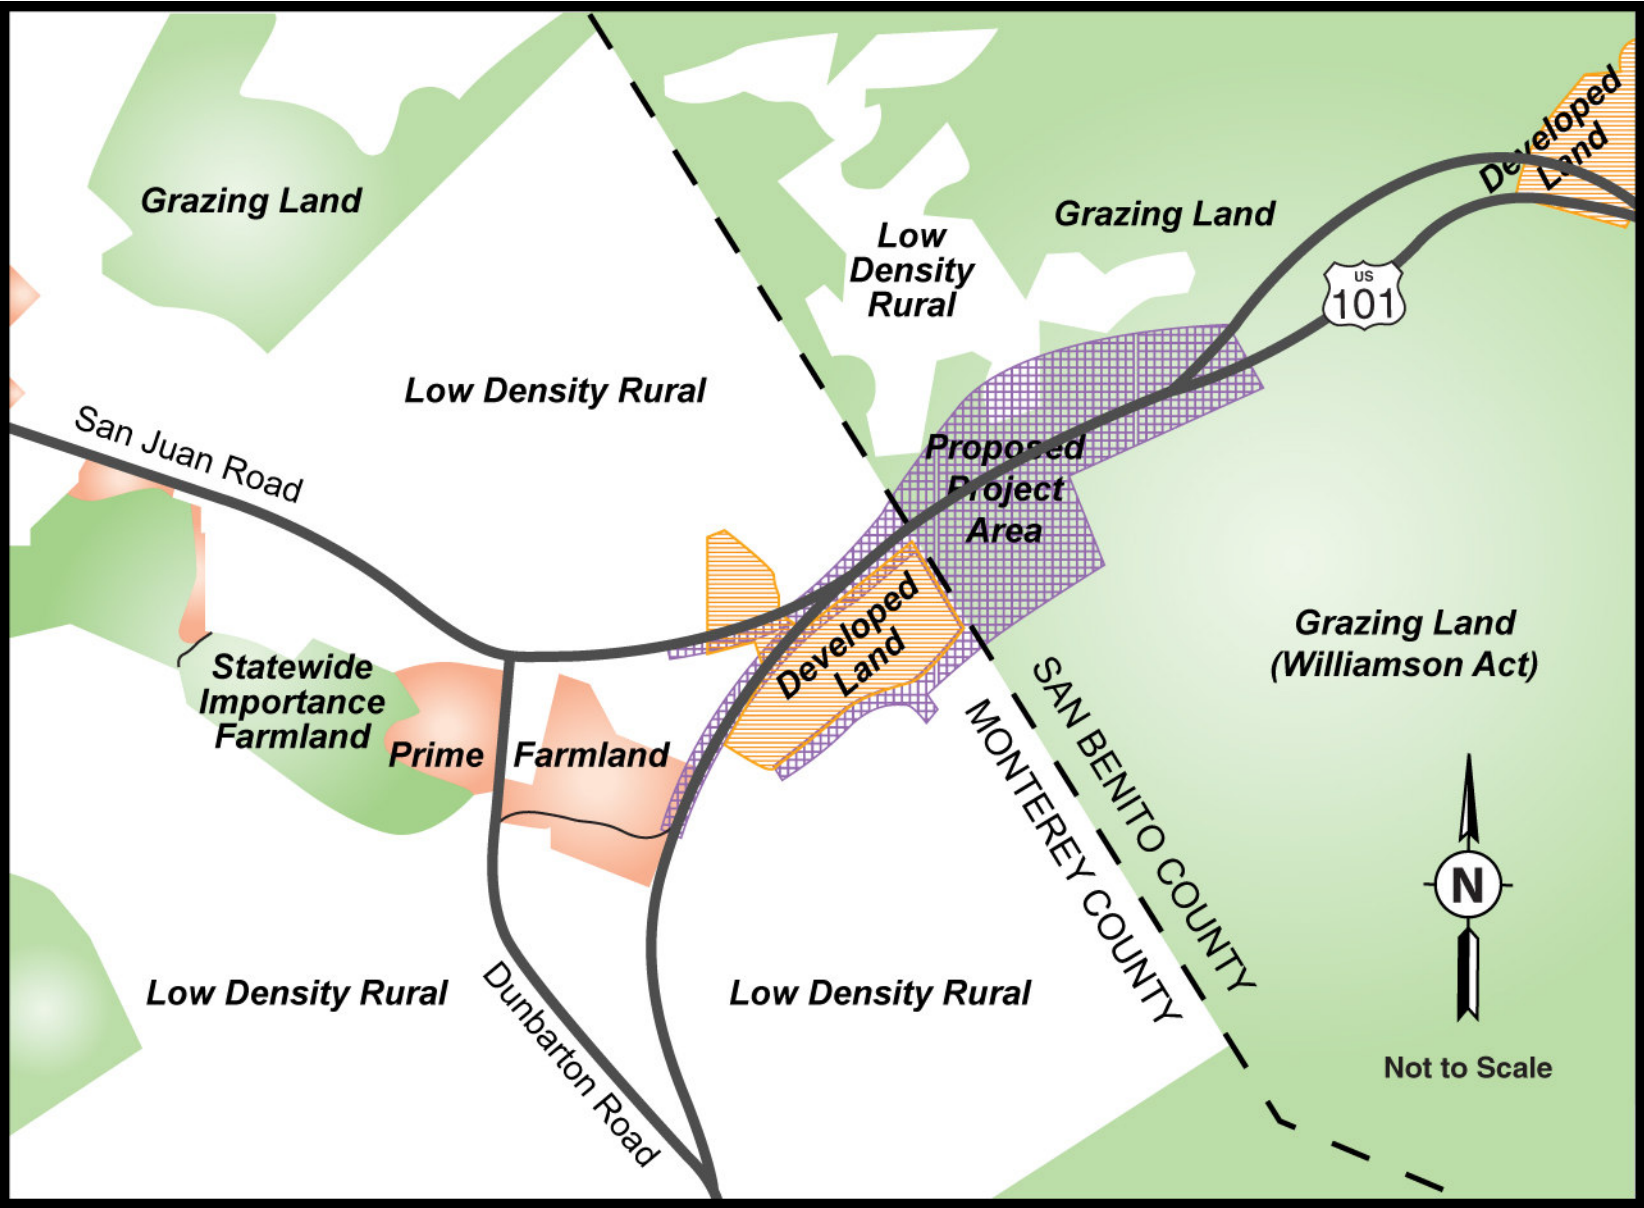 Developed
Land
Grazing Land
Grazing Land
Low
Density
Rural
US
101
Low Density Rural
San Juan Road
Proposed
Project
Area
Developed
Land
Grazing Land
(Williamson Act)
Statewide
Importance
Farmland
Prime Farmland
SAN BENITO COUNTY
MONTEREY COUNTY
N
Low Density Rural
Low Density Rural
Dunbarton Road
Not to Scale